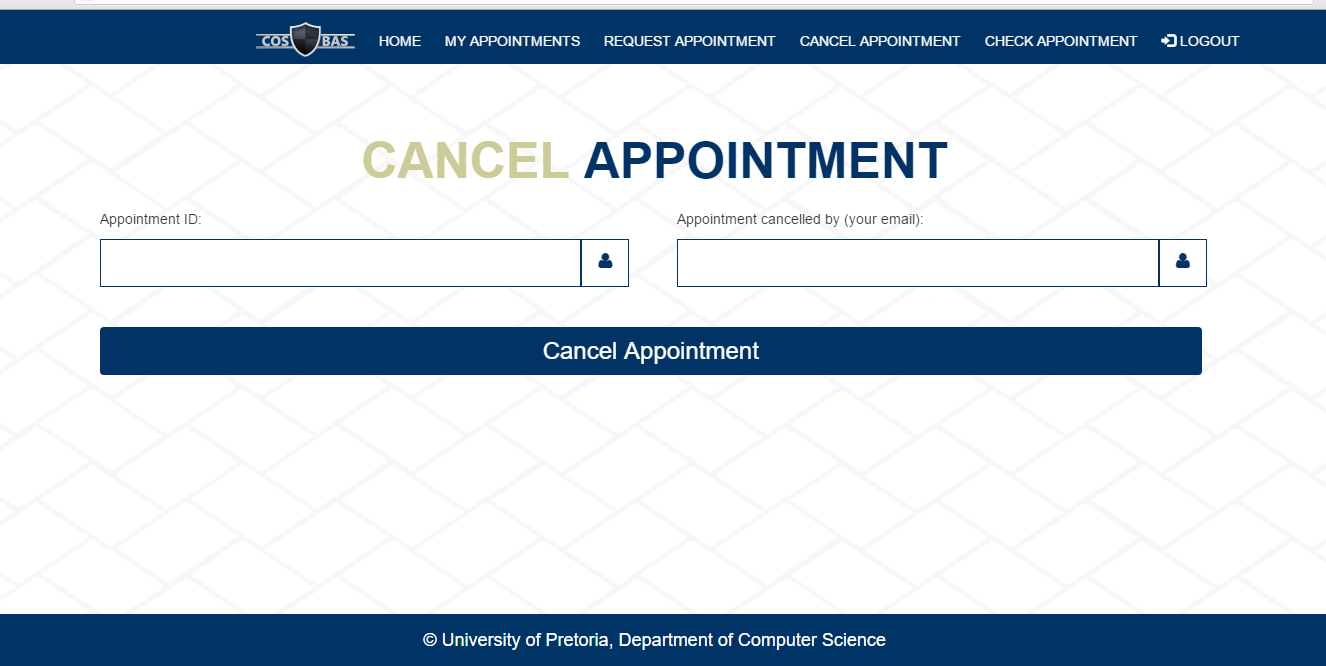 COS BAS HOME MY APPOINTMENTS REQUEST APPOINTMENT CANCEL APPOINTMENT CHECK APPOINTMENT LOGOUT
CANCEL APPOINTMENT
Appointment ID: Appointment cancelled by (your email):
Cancel Appointment
© University of Pretoria, Department of Computer Science